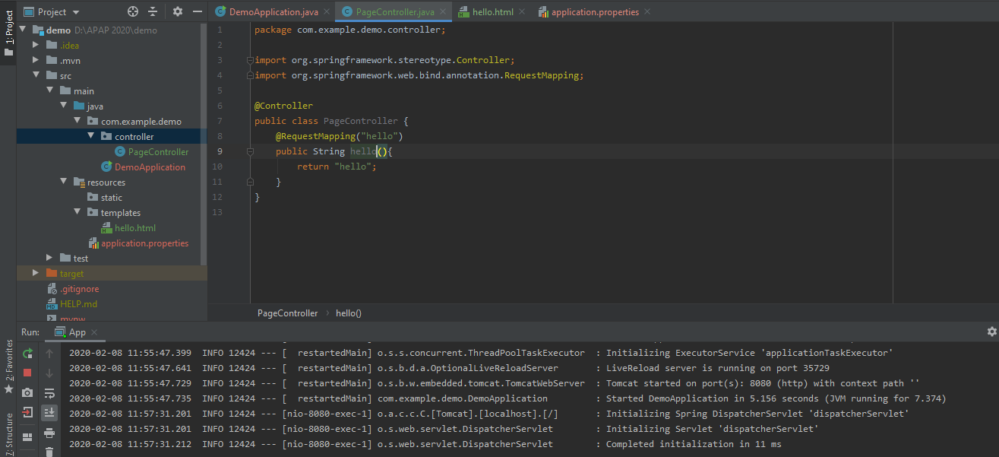 Project
DemoApplication.java
PageController.java
hello.html
application.properties
1: Project
demo D:\APAP 2020\demo
.idea
.mvn
src
main
java
com.example.demo
controller
PageController
DemoApplication
resources
static
templates
hello.html
application.properties
test
target
.gitignore
HELP.md
mvnw
1 package com.example.demo.controller;
2
3 import org.springframework.stereotype.Controller;
4 import org.springframework.web.bind.annotation.RequestMapping;
5
6 @Controller
7 public class PageController {
8 @RequestMapping("hello")
9 public String hello(){
10 return "hello";
11 }
12 }
13
PageController › hello()
Run: App
2: Favorites
7: Structure
2020-02-08 11:55:47.399 INFO 12424 --- [ restartedMain] o.s.s.concurrent.ThreadPoolTaskExecutor : Initializing ExecutorService 'applicationTaskExecutor'
2020-02-08 11:55:47.641 INFO 12424 --- [ restartedMain] o.s.b.d.a.OptionalLiveReloadServer : LiveReload server is running on port 35729
2020-02-08 11:55:47.735 INFO 12424 --- [ restartedMain] o.s.b.w.embedded.tomcat.TomcatWebServer : Tomcat started on port(s): 8080 (http) with context path ''
2020-02-08 11:55:47.735 INFO 12424 --- [ restartedMain] com.example.demo.DemoApplication : Started DemoApplication in 5.156 seconds (JVM running for 7.374)
2020-02-08 11:57:31.201 INFO 12424 --- [nio-8080-exec-1] o.a.c.c.C.[Tomcat].[localhost].[/] : Initializing Spring DispatcherServlet 'dispatcherServlet'
2020-02-08 11:57:31.201 INFO 12424 --- [nio-8080-exec-1] o.s.web.servlet.DispatcherServlet : Initializing Servlet 'dispatcherServlet'
2020-02-08 11:57:31.212 INFO 12424 --- [nio-8080-exec-1] o.s.web.servlet.DispatcherServlet : Completed initialization in 11 ms